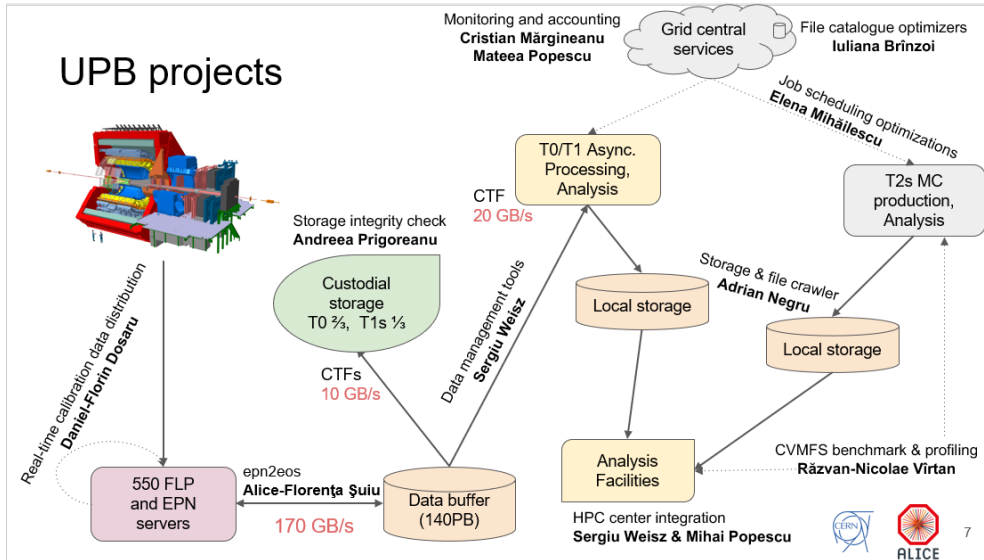 UPB projects
Monitoring and accounting
Cristian Mărgineanu
Mateea Popescu
Grid central
services
File catalogue optimizers
Iuliana Brînzoi
Job scheduling optimizations
Elena Mihăilescu
T0/T1 Async.
Processing,
Analysis
T2s MC
production,
Analysis
CTF
20 GB/s
Storage integrity check
Andreea Prigoreanu
Custodial
storage
T0 ⅔, T1s ⅓
Data management tools
Sergiu Weisz
Local storage
Storage & file crawler
Adrian Negru
Local storage
CTFs
10 GB/s
Real-time calibration data distribution
Daniel-Florin Dosaru
550 FLP
and EPN
servers
epn2eos
Alice-Florența Șuiu
170 GB/s
Data buffer
(140PB)
Analysis
Facilities
CVMFS benchmark & profiling
Răzvan-Nicolae Vîrtan
HPC center integration
Sergiu Weisz & Mihai Popescu
CERN
ALICE
7